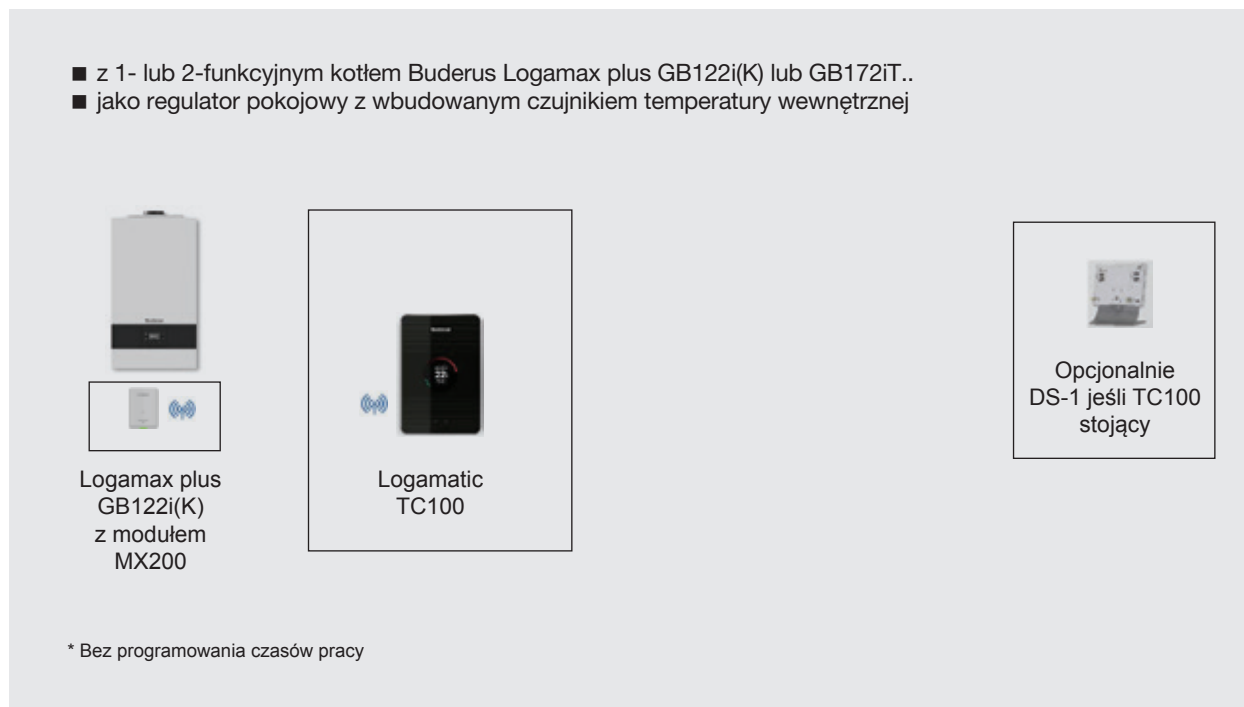 ■ z 1- lub 2-funkcyjnym kotłem Buderus Logamax plus GB122i(K) lub GB172iT..
■ jako regulator pokojowy z wbudowanym czujnikiem temperatury wewnętrznej
Logamax plus
GB122i(K)
z modułem
MX200
Logamatic
TC100
Opcjonalnie
DS-1 jeśli TC100
stojący
* Bez programowania czasów pracy